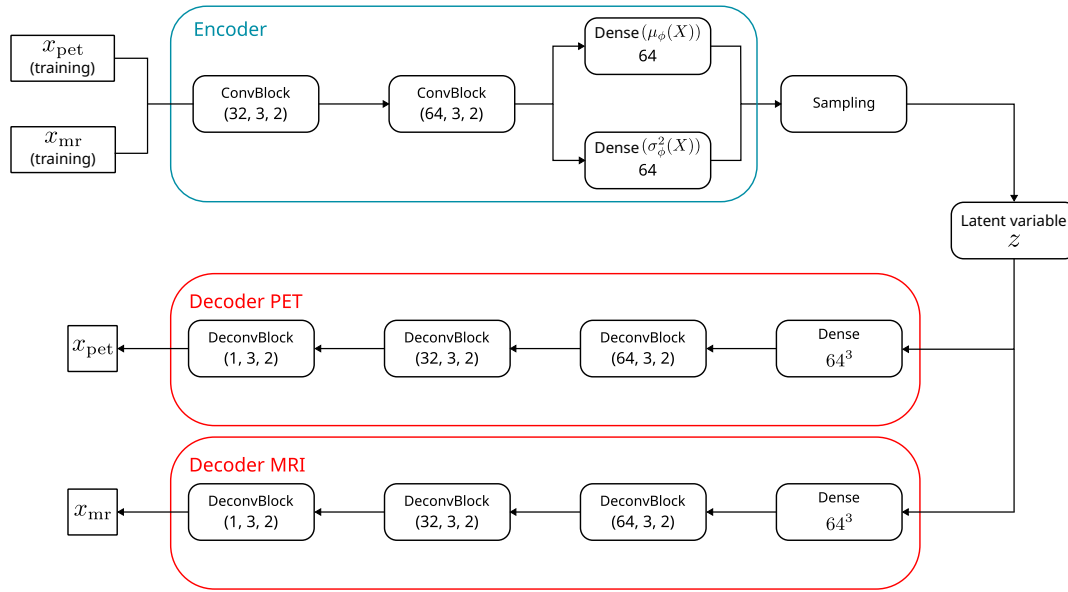 Encoder
x_pet
(training)
x_mr
(training)
ConvBlock
(32, 3, 2)
ConvBlock
(64, 3, 2)
Dense (μ_ϕ(X))
64
Dense (σ²_ϕ(X))
64
Sampling
Latent variable
z
Decoder PET
x_pet
DeconvBlock
(1, 3, 2)
DeconvBlock
(32, 3, 2)
DeconvBlock
(64, 3, 2)
Dense
64³
Decoder MRI
x_mr
DeconvBlock
(1, 3, 2)
DeconvBlock
(32, 3, 2)
DeconvBlock
(64, 3, 2)
Dense
64³